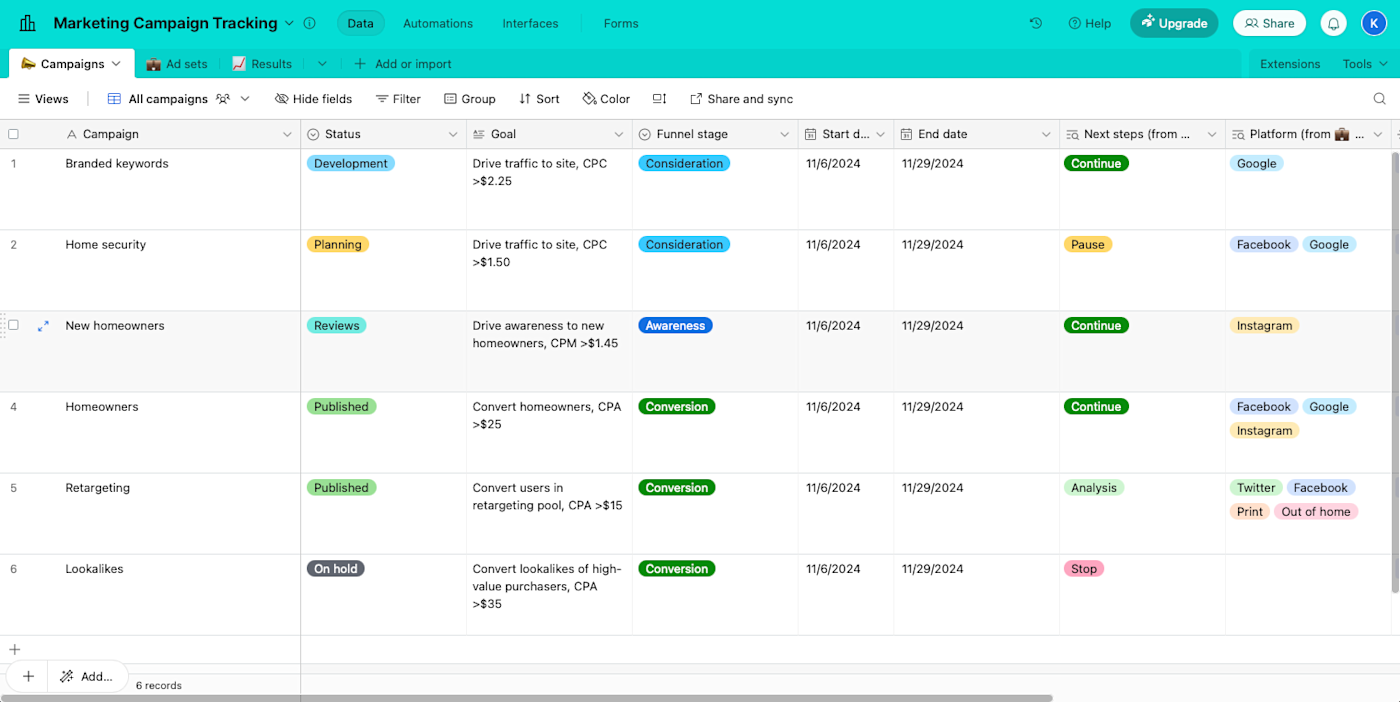 Marketing Campaign Tracking Data Automations Interfaces Forms Help Upgrade Share K
Campaigns Ad sets Results Add or import Extensions Tools
Views All campaigns Hide fields Filter Group Sort Color Share and sync
Campaign Status Goal Funnel stage Start d... End date Next steps (from ... Platform (from 💼 ...
1 Branded keywords Development Drive traffic to site, CPC Consideration 11/6/2024 11/29/2024 Continue Google
>$2.25
2 Home security Planning Drive traffic to site, CPC Consideration 11/6/2024 11/29/2024 Pause Facebook Google
>$1.50
New homeowners Reviews Drive awareness to new Awareness 11/6/2024 11/29/2024 Continue Instagram
homeowners, CPM >$1.45
4 Homeowners Published Convert homeowners, CPA Conversion 11/6/2024 11/29/2024 Continue Facebook Google
>$25 Instagram
5 Retargeting Published Convert users in Conversion 11/6/2024 11/29/2024 Analysis Twitter Facebook
retargeting pool, CPA >$15 Print Out of home
6 Lookalikes On hold Convert lookalikes of high- Conversion 11/6/2024 11/29/2024 Stop
value purchasers, CPA
>$35
Add...
6 records